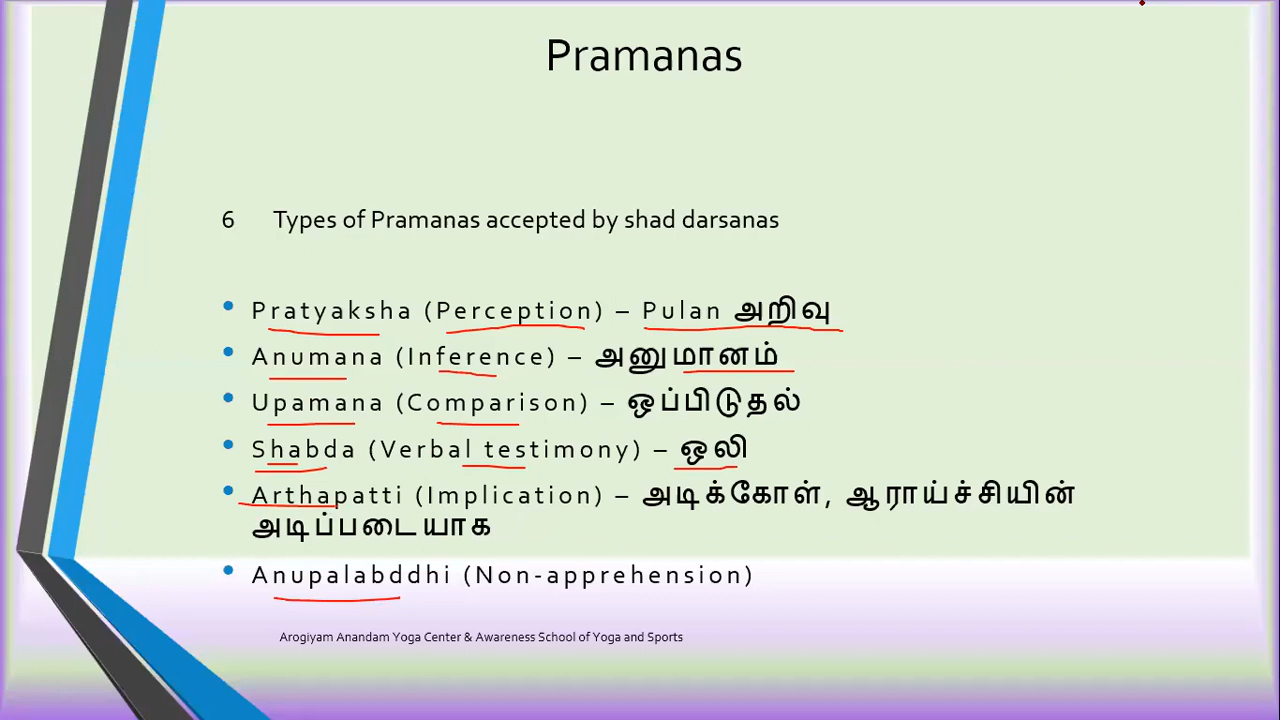 Pramanas
6 Types of Pramanas accepted by shad darsanas
• Pratyaksha (Perception) – Pulan அறிவு
• Anumana (Inference) – அனுமானம்
• Upamana (Comparison) – ஒப்பிடுதல்
• Shabda (Verbal testimony) – ஒலி
• Arthapatti (Implication) – அடிக்கோள், ஆராய்ச்சியின்
அடிப்படையாக
• Anupalabddhi (Non-apprehension)
Arogiyam Anandam Yoga Center & Awareness School of Yoga and Sports